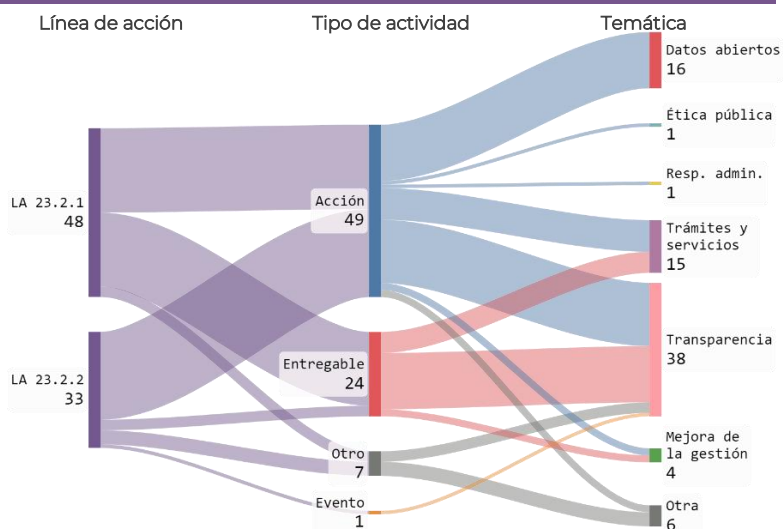 Línea de acción
Tipo de actividad
Temática
LA 23.2.1
48
LA 23.2.2
33
Acción
49
Entregable
24
Otro
7
Evento
1
Datos abiertos
16
Ética pública
1
Resp. admin.
1
Trámites y
servicios
15
Transparencia
38
Mejora de
la gestión
4
Otra
6